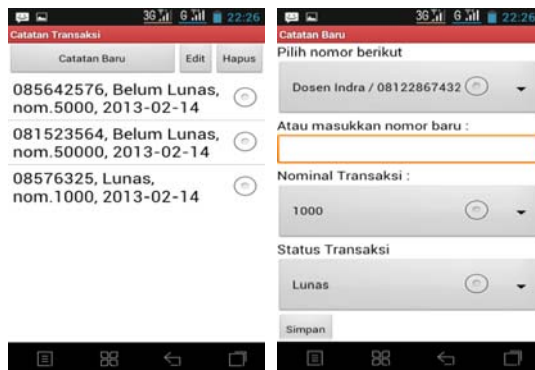 3G G 22:26
Catatan Transaksi
Catatan Baru Edit Hapus
085642576, Belum Lunas,
nom.5000, 2013-02-14
081523564, Belum Lunas,
nom.50000, 2013-02-14
08576325, Lunas,
nom.1000, 2013-02-14
3G G 22:26
Catatan Baru
Pilih nomor berikut
Dosen Indra / 08122867432
Atau masukkan nomor baru :
Nominal Transaksi :
1000
Status Transaksi
Lunas
Simpan